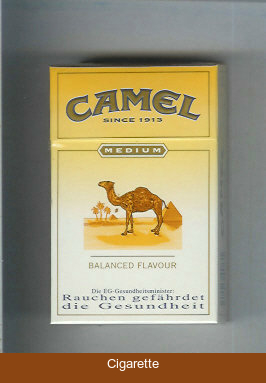 CAMEL
SINCE 1913
MEDIUM
BALANCED FLAVOUR
Die EG-Gesundheitsminister:
Rauchen gefährdet
die Gesundheit
Cigarette